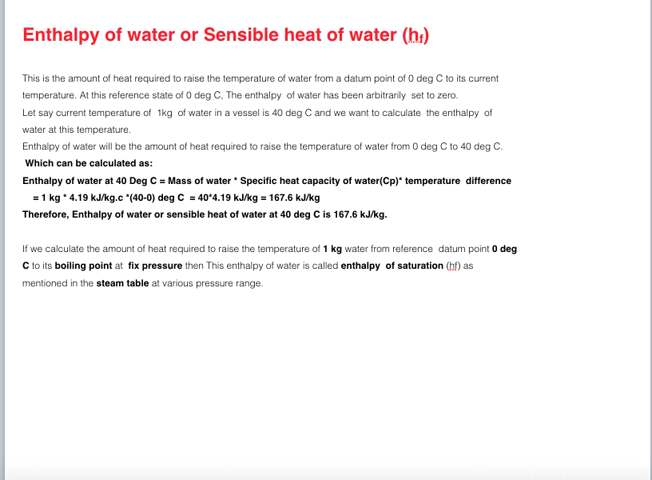 Enthalpy of water or Sensible heat of water (hf)
This is the amount of heat required to raise the temperature of water from a datum point of 0 deg C to its current
temperature. At this reference state of 0 deg C, The enthalpy of water has been arbitrarily set to zero.
Let say current temperature of 1kg of water in a vessel is 40 deg C and we want to calculate the enthalpy of
water at this temperature.
Enthalpy of water will be the amount of heat required to raise the temperature of water from 0 deg C to 40 deg C.
Which can be calculated as:
Enthalpy of water at 40 Deg C = Mass of water * Specific heat capacity of water(Cp)* temperature difference
= 1 kg * 4.19 kJ/kg.c *(40-0) deg C = 40*4.19 kJ/kg = 167.6 kJ/kg
Therefore, Enthalpy of water or sensible heat of water at 40 deg C is 167.6 kJ/kg.
If we calculate the amount of heat required to raise the temperature of 1 kg water from reference datum point 0 deg
C to its boiling point at fix pressure then This enthalpy of water is called enthalpy of saturation (hf) as
mentioned in the steam table at various pressure range.